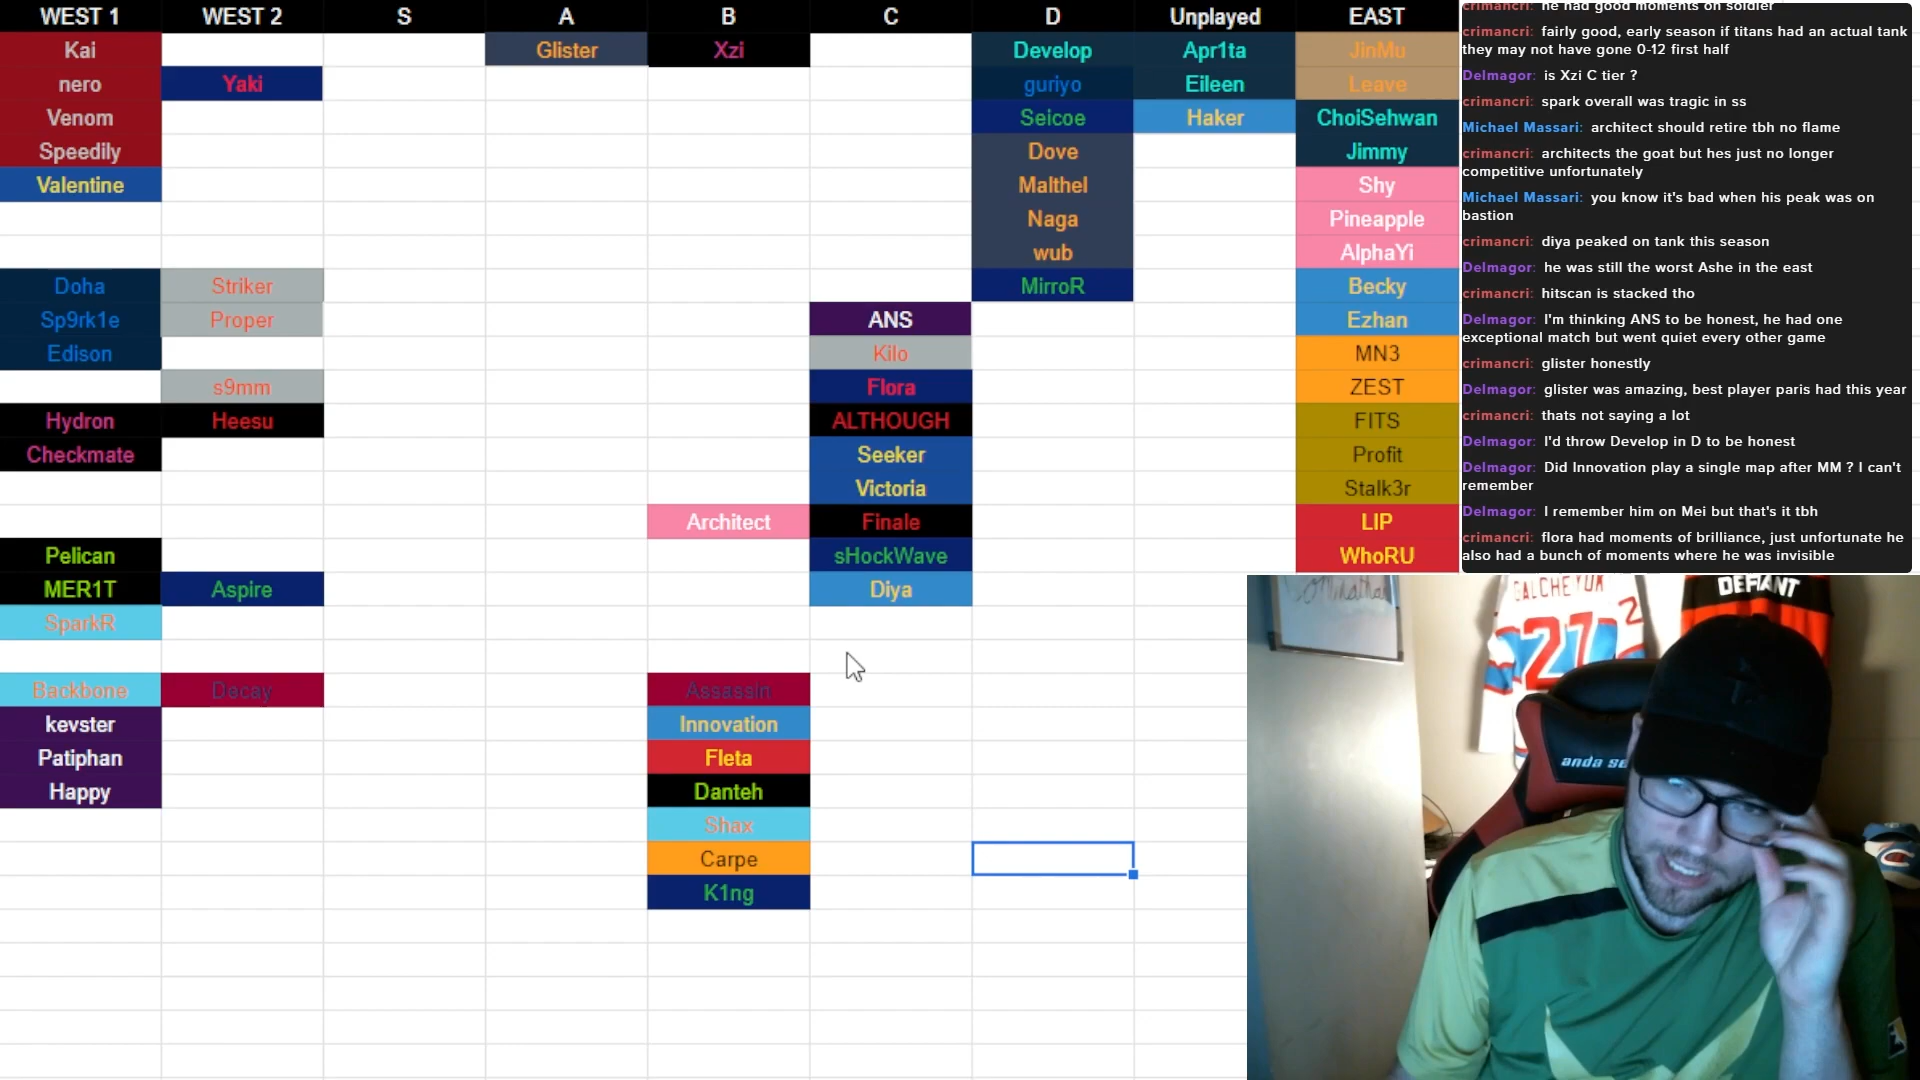 WEST 1 WEST 2 S A B C D Unplayed EAST
Kai Glister Xzi Develop Apr1ta JinMu
nero Yaki guriyo Eileen Leave
Venom Seicoe Haker ChoiSehwan
Speedily Dove Jimmy
Valentine Malthel Shy
Naga Pineapple
wub AlphaYi
Doha Striker MirroR Becky
Sp9rk1e Proper ANS Ezhan
Edison Kilo MN3
s9mm Flora ZEST
Hydron Heesu ALTHOUGH FITS
Checkmate Seeker Profit
Victoria Stalk3r
Architect Finale LIP
Pelican sHockWave WhoRU
MER1T Aspire Diya
SparkR
Backbone Decay Assassin
kevster Innovation
Patiphan Fleta
Happy Danteh
Shax
Carpe
K1ng
crimancri: he had good moments on soldier
crimancri: fairly good, early season if titans had an actual tank
they may not have gone 0-12 first half
Delmagor: is Xzi C tier ?
crimancri: spark overall was tragic in ss
Michael Massari: architect should retire tbh no flame
crimancri: architects the goat but hes just no longer
competitive unfortunately
Michael Massari: you know it's bad when his peak was on
bastion
crimancri: diya peaked on tank this season
Delmagor: he was still the worst Ashe in the east
crimancri: hitscan is stacked tho
Delmagor: I'm thinking ANS to be honest, he had one
exceptional match but went quiet every other game
crimancri: glister honestly
Delmagor: glister was amazing, best player paris had this year
crimancri: thats not saying a lot
Delmagor: I'd throw Develop in D to be honest
Delmagor: Did Innovation play a single map after MM ? I can't
remember
Delmagor: I remember him on Mei but that's it tbh
crimancri: flora had moments of brilliance, just unfortunate he
also had a bunch of moments where he was invisible
27
DEFIANT
anda se